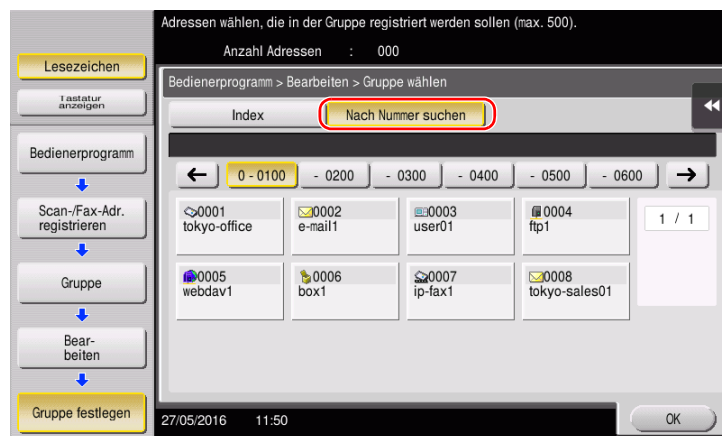 Adressen wählen, die in der Gruppe registriert werden sollen (max. 500).
Anzahl Adressen : 000
Lesezeichen
Tastatur
anzeigen
Bedienerprogramm
Scan-/Fax-Adr.
registrieren
Gruppe
Bear-
beiten
Gruppe festlegen
Bedienerprogramm > Bearbeiten > Gruppe wählen
Index Nach Nummer suchen
0 - 0100 - 0200 - 0300 - 0400 - 0500 - 0600
0001 0002 0003 0004
tokyo-office e-mail1 user01 ftp1
1 / 1
0005 0006 0007 0008
webdav1 box1 ip-fax1 tokyo-sales01
27/05/2016 11:50
OK